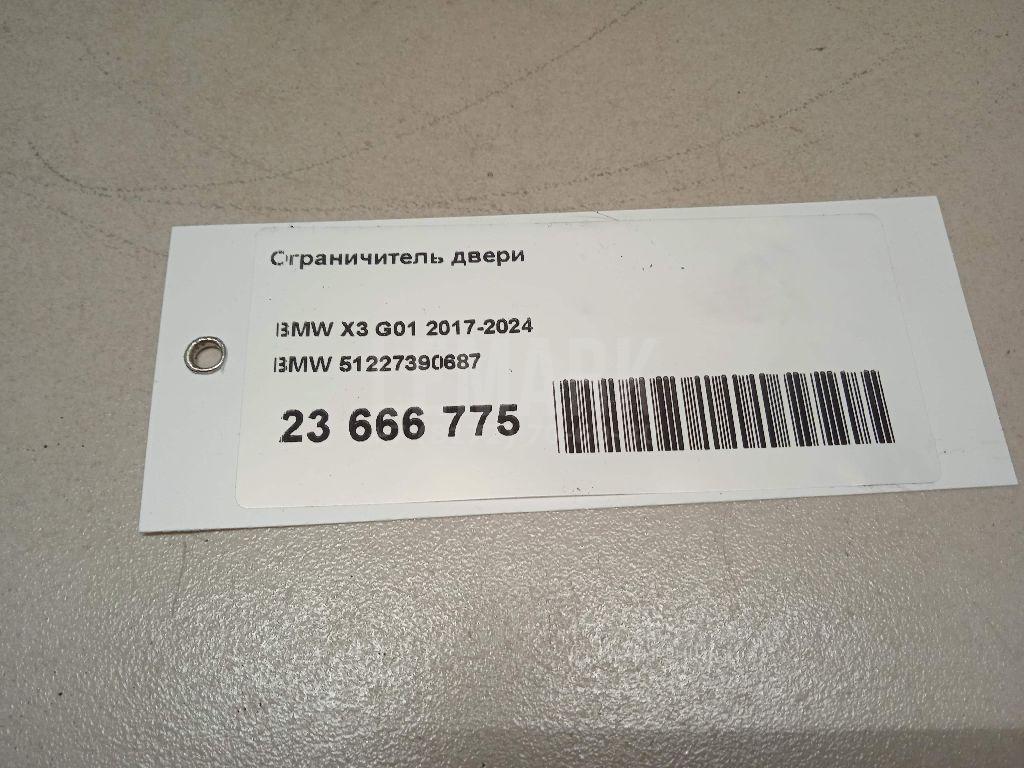 Ограничитель двери
BMW X3 G01 2017-2024
BMW 51227390687
23 666 775